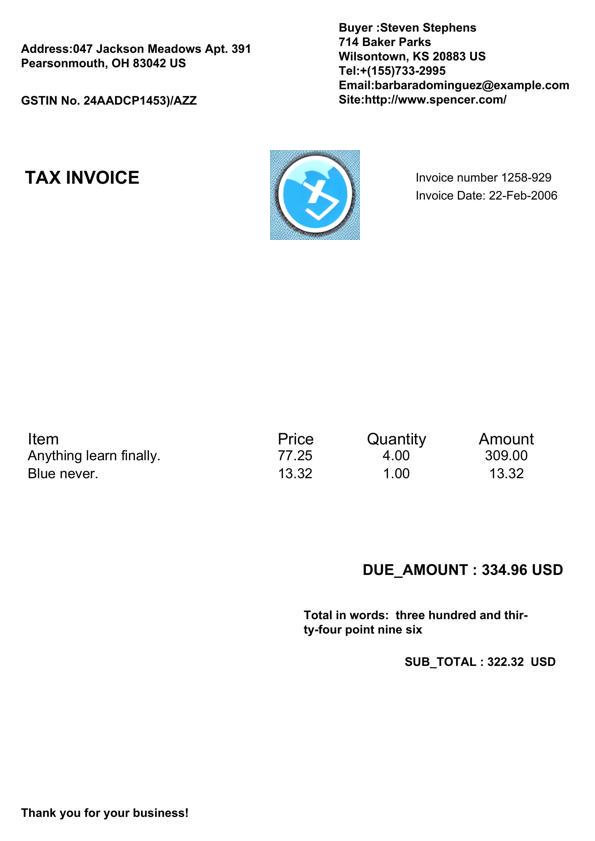 Address:047 Jackson Meadows Apt. 391
Pearsonmouth, OH 83042 US
GSTIN No. 24AADCP1453)/AZZ
Buyer :Steven Stephens
714 Baker Parks
Wilsontown, KS 20883 US
Tel:+(155)733-2995
Email:barbaradominguez@example.com
Site:http://www.spencer.com/
TAX INVOICE
Invoice number 1258-929
Invoice Date: 22-Feb-2006
Item Price Quantity Amount
Anything learn finally. 77.25 4.00 309.00
Blue never. 13.32 1.00 13.32
DUE_AMOUNT : 334.96 USD
Total in words:  three hundred and thir-
ty-four point nine six
SUB_TOTAL : 322.32  USD
Thank you for your business!